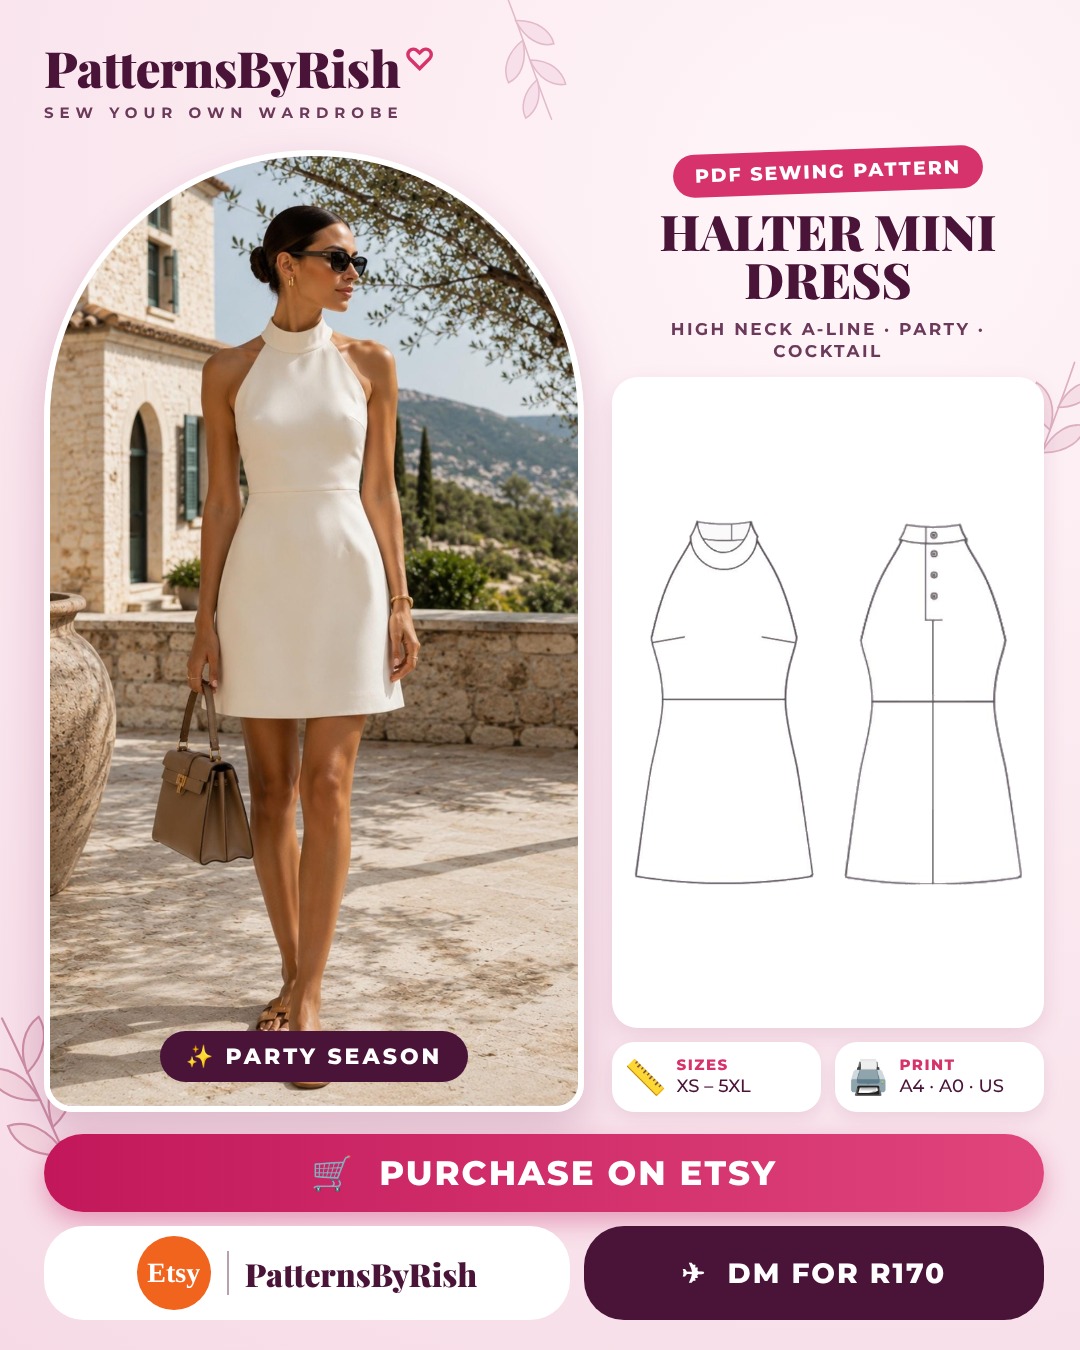 PatternsByRish
SEW YOUR OWN WARDROBE
PDF SEWING PATTERN
HALTER MINI
DRESS
HIGH NECK A-LINE · PARTY ·
COCKTAIL
✨ PARTY SEASON
SIZES
XS – 5XL
PRINT
A4 · A0 · US
PURCHASE ON ETSY
Etsy
PatternsByRish
DM FOR R170